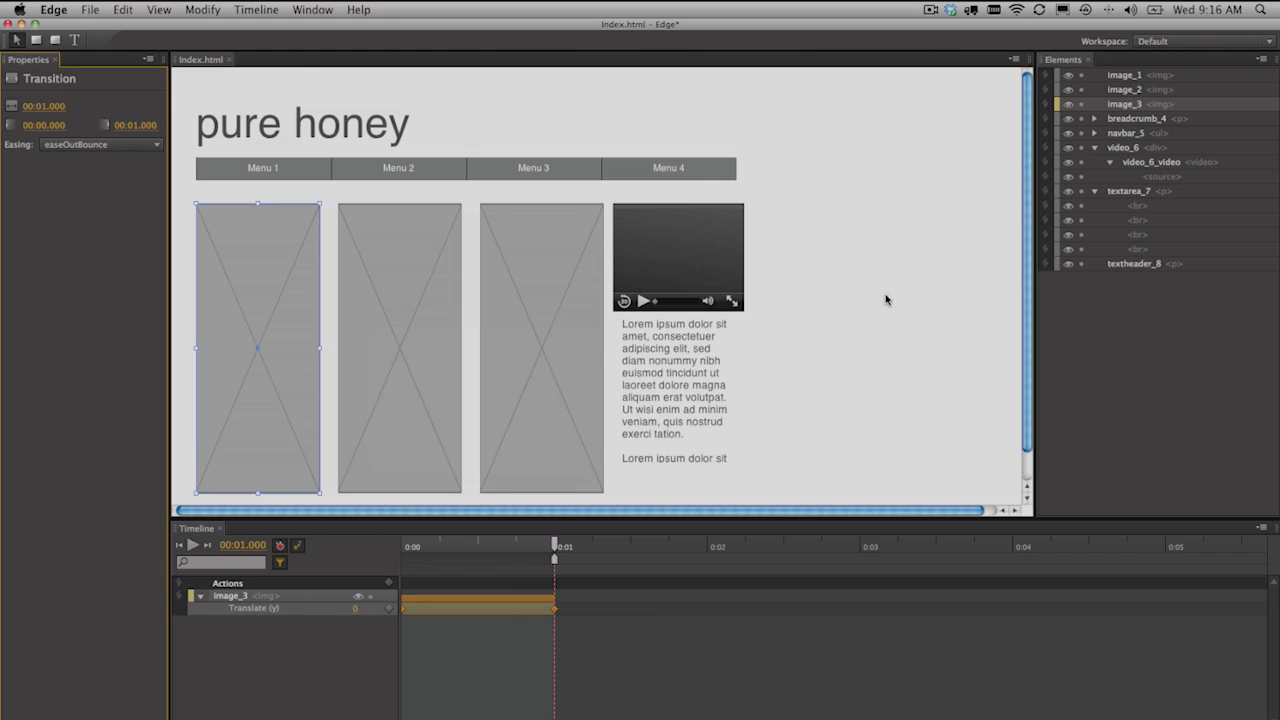 Edge File Edit View Modify Timeline Window Help Wed 9:16 AM
Index.html – Edge*
T Workspace: Default
Properties × Index.html × Elements ×
Transition
00:01.000
00:00.000 00:01.000
Easing: easeOutBounce
pure honey
Menu 1 Menu 2 Menu 3 Menu 4
30
Lorem ipsum dolor sit
amet, consectetuer
adipiscing elit, sed
diam nonummy nibh
euismod tincidunt ut
laoreet dolore magna
aliquam erat volutpat.
Ut wisi enim ad minim
veniam, quis nostrud
exerci tation.
Lorem ipsum dolor sit
image_1 <img>
image_2 <img>
image_3 <img>
breadcrumb_4 <p>
navbar_5 <ul>
video_6 <div>
video_6_video <video>
<source>
textarea_7 <p>
<br>
<br>
<br>
<br>
textheader_8 <p>
Timeline ×
00:01.000 0:00 0:01 0:02 0:03 0:04 0:05
Actions
image_3 <img>
Translate (y) 0